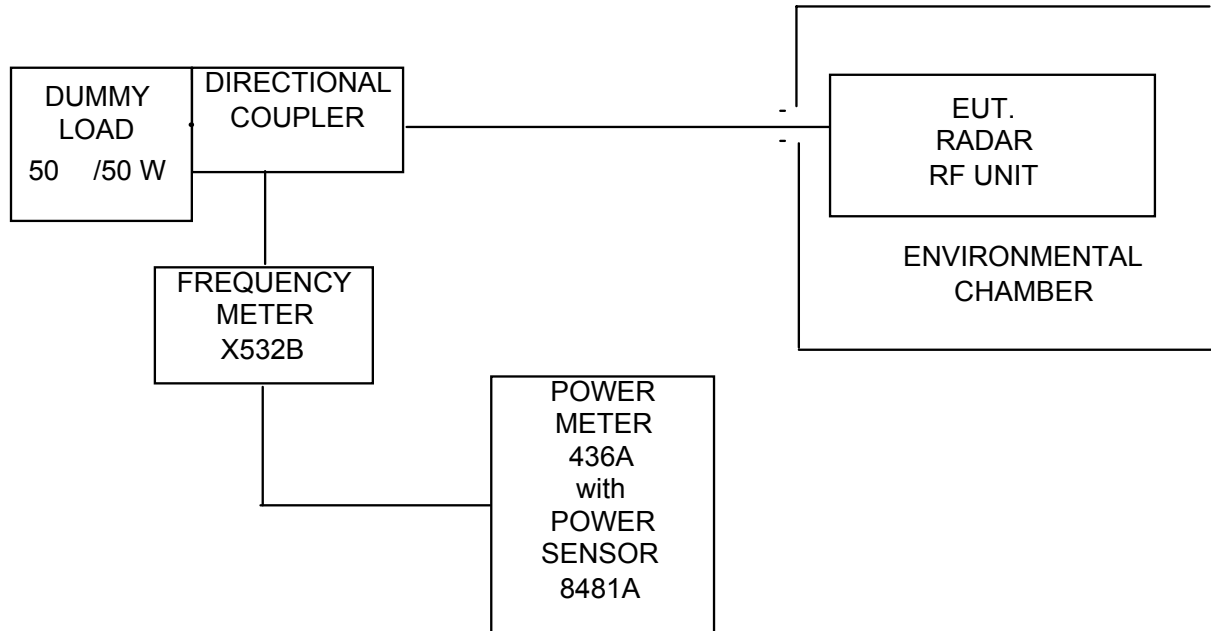 DUMMY
LOAD
50 /50 W
DIRECTIONAL
COUPLER
EUT.
RADAR
RF UNIT
ENVIRONMENTAL
CHAMBER
FREQUENCY
METER
X532B
POWER
METER
436A
with
POWER
SENSOR
8481A